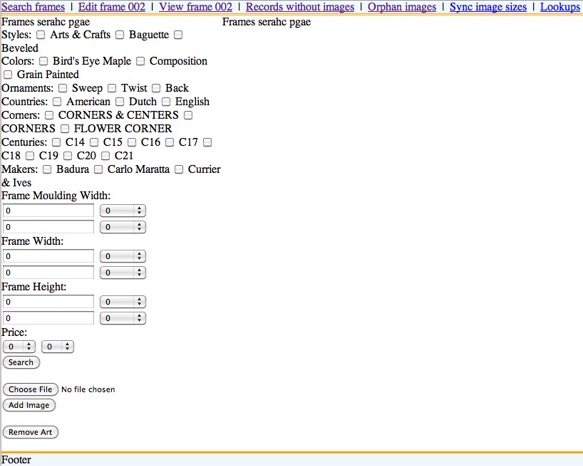 Search frames | Edit frame 002 | View frame 002 | Records without images | Orphan images | Sync image sizes | Lookups
Frames serahc pgae
Frames serahc pgae
Styles: Arts & Crafts Baguette
Beveled
Colors: Bird's Eye Maple Composition
Grain Painted
Ornaments: Sweep Twist Back
Countries: American Dutch English
Corners: CORNERS & CENTERS
CORNERS FLOWER CORNER
Centuries: C14 C15 C16 C17
C18 C19 C20 C21
Makers: Badura Carlo Maratta Currier
& Ives
Frame Moulding Width:
0 0
0 0
Frame Width:
0 0
0 0
Frame Height:
0 0
0 0
Price:
0 0
Search
Choose File No file chosen
Add Image
Remove Art
Footer